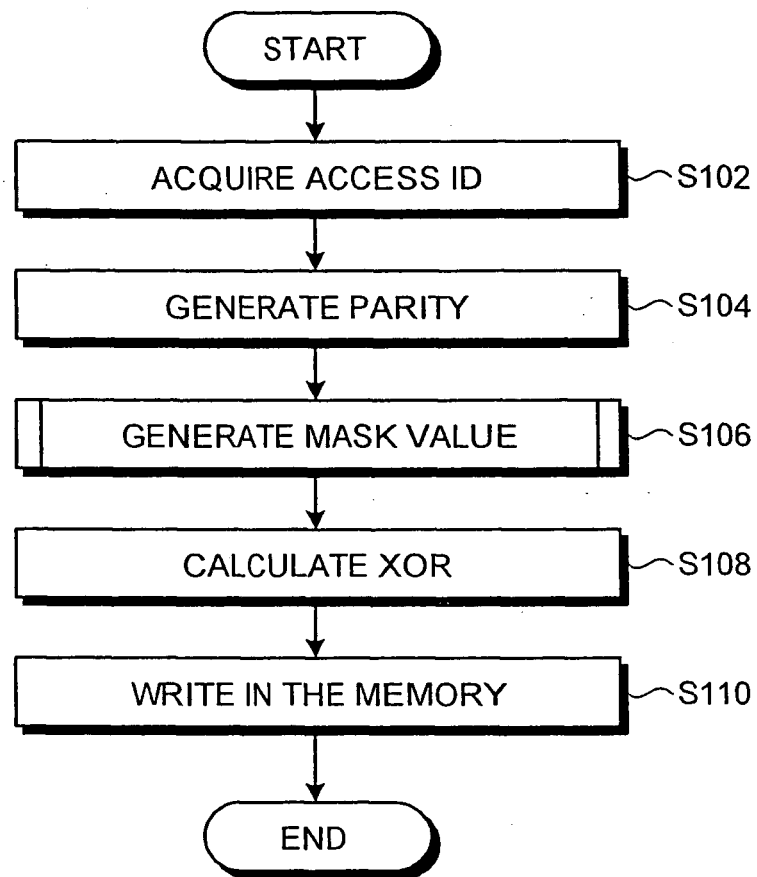 START
ACQUIRE ACCESS ID
S102
GENERATE PARITY
S104
GENERATE MASK VALUE
S106
CALCULATE XOR
S108
WRITE IN THE MEMORY
S110
END